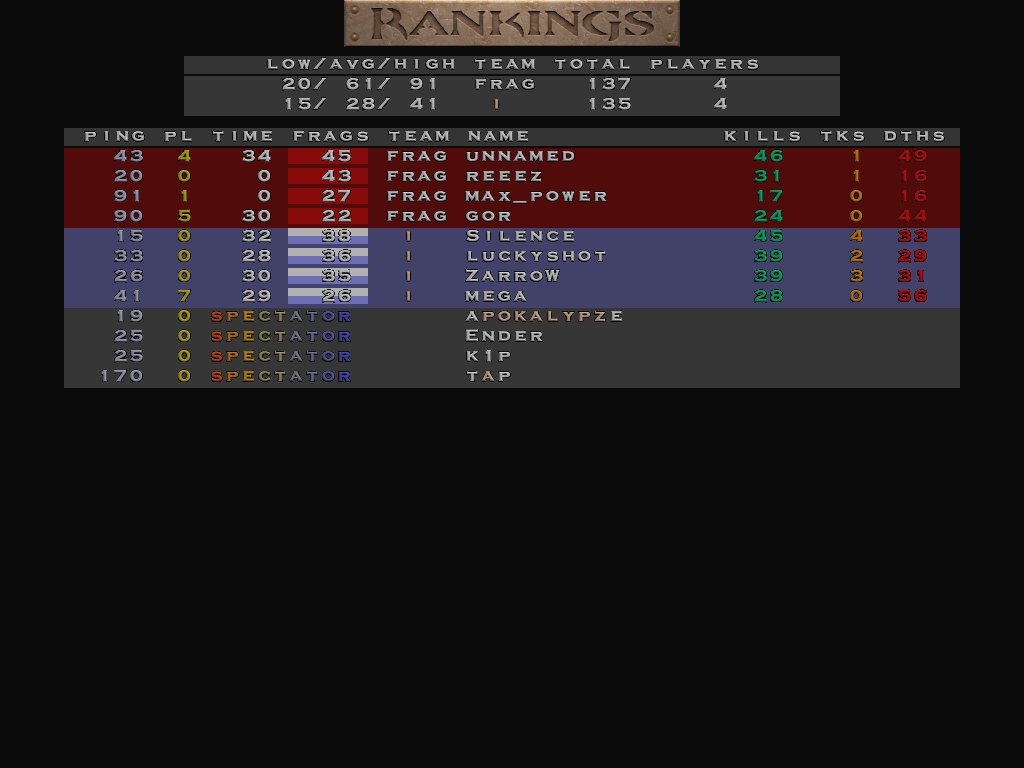 RANKINGS
LOW/AVG/HIGH TEAM TOTAL PLAYERS
20/ 61/ 91 FRAG 137 4
15/ 28/ 41 I 135 4
PING PL TIME FRAGS TEAM NAME KILLS TKS DTHS
43 4 34 45 FRAG UNNAMED 46 1 49
20 0 0 43 FRAG REEEZ 31 1 16
91 1 0 27 FRAG MAX_POWER 17 0 16
90 5 30 22 FRAG GOR 24 0 44
15 0 32 38 I SILENCE 45 4 33
33 0 28 36 I LUCKYSHOT 39 2 29
26 0 30 35 I ZARROW 39 3 31
41 7 29 26 I MEGA 28 0 56
19 0 SPECTATOR APOKALYPZE
25 0 SPECTATOR ENDER
25 0 SPECTATOR K1P
170 0 SPECTATOR TAP